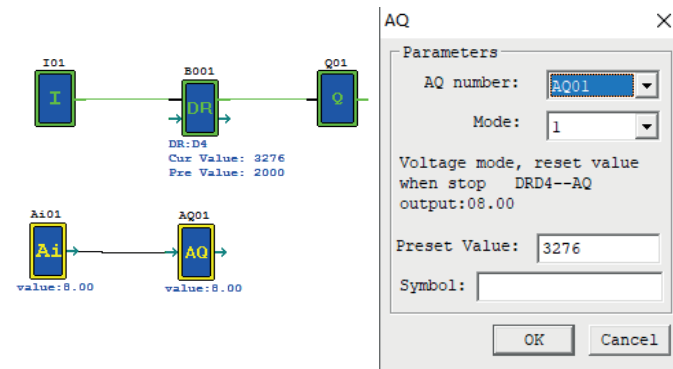 I01
I
B001
DR
DR:D4
Cur Value: 3276
Pre Value: 2000
Q01
Q
Ai01
Ai
value:8.00
AQ01
AQ
value:8.00
AQ
Parameters
AQ number: AQ01
Mode: 1
Voltage mode, reset value
when stop DRD4--AQ
output:08.00
Preset Value: 3276
Symbol:
OK Cancel